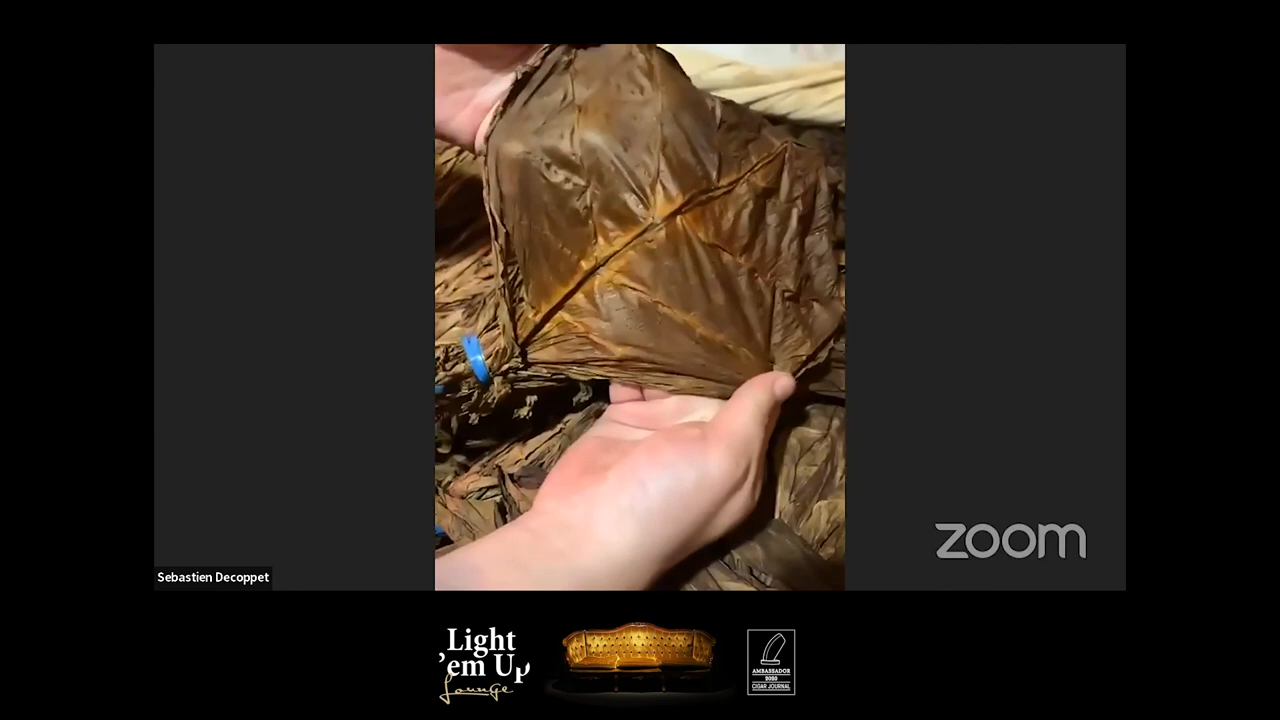 zoom
Sebastien Decoppet
Light
'em Up
Lounge
AMBASSADOR
2020
CIGAR JOURNAL